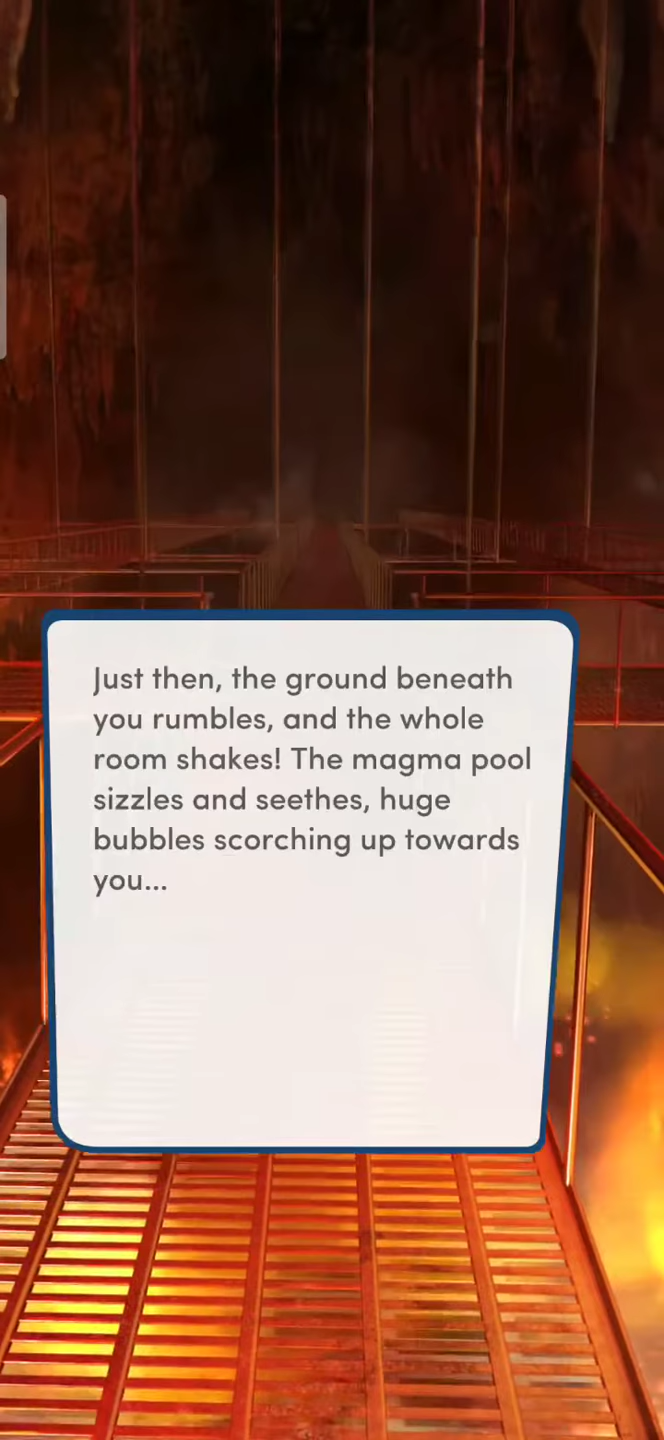 Just then, the ground beneath
you rumbles, and the whole
room shakes! The magma pool
sizzles and seethes, huge
bubbles scorching up towards
you...